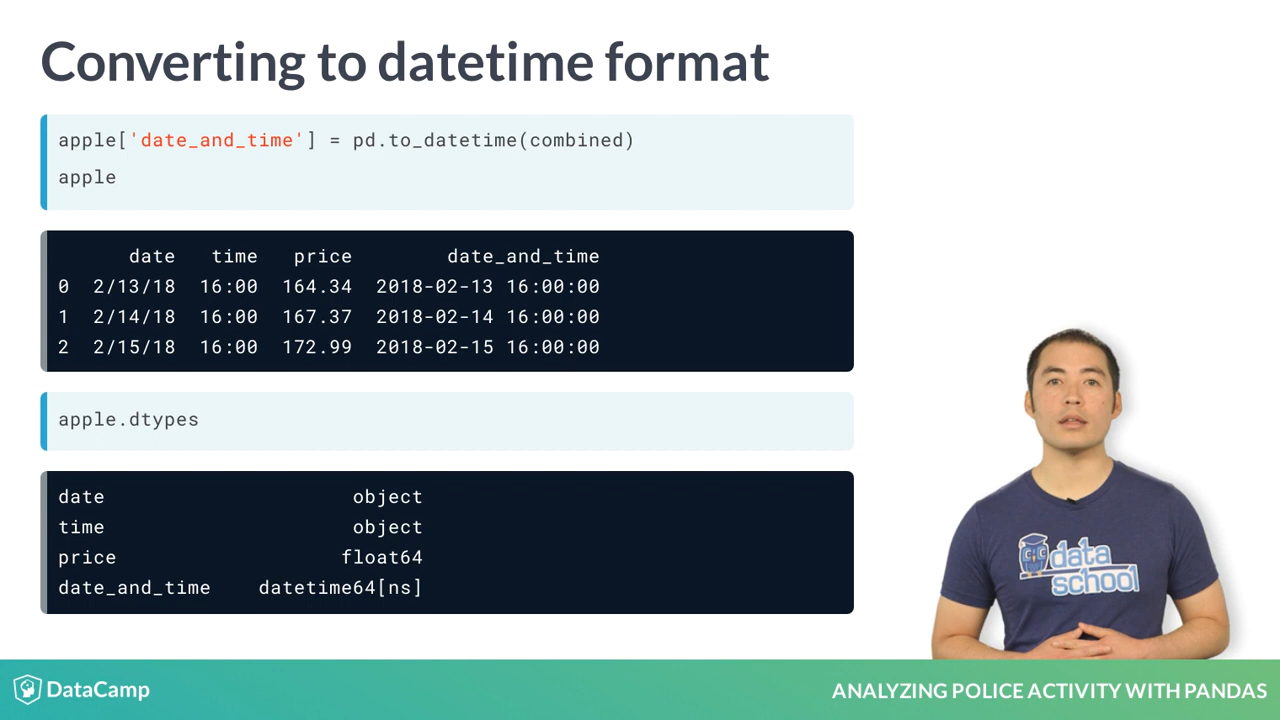 Converting to datetime format
apple['date_and_time'] = pd.to_datetime(combined)
apple
date time price date_and_time
0 2/13/18 16:00 164.34 2018-02-13 16:00:00
1 2/14/18 16:00 167.37 2018-02-14 16:00:00
2 2/15/18 16:00 172.99 2018-02-15 16:00:00
apple.dtypes
date object
time object
price float64
date_and_time datetime64[ns]
data
school
DataCamp
ANALYZING POLICE ACTIVITY WITH PANDAS